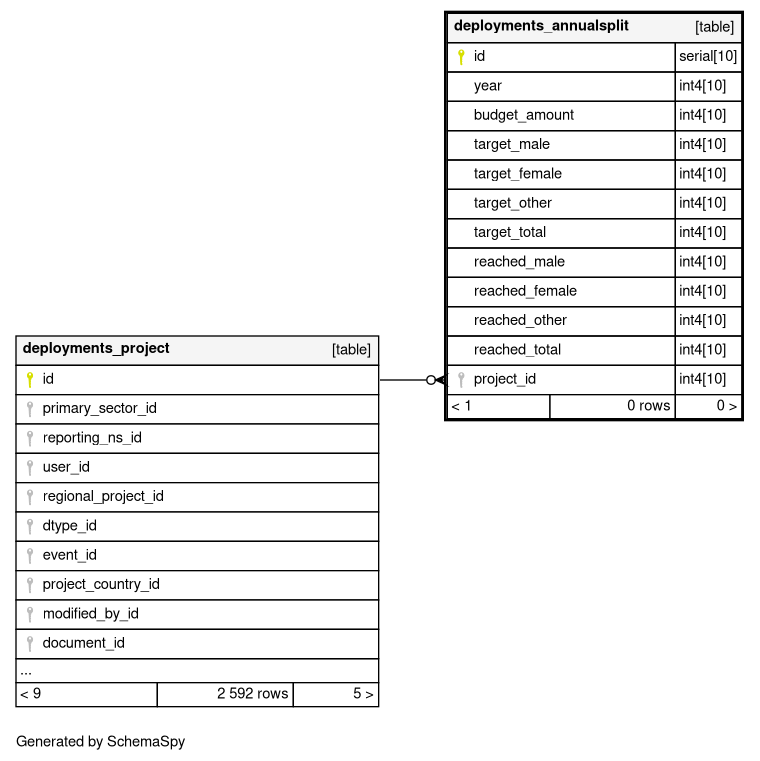 deployments_annualsplit [table]
id serial[10]
year int4[10]
budget_amount int4[10]
target_male int4[10]
target_female int4[10]
target_other int4[10]
target_total int4[10]
reached_male int4[10]
reached_female int4[10]
reached_other int4[10]
reached_total int4[10]
project_id int4[10]
< 1 0 rows 0 >
deployments_project [table]
id
primary_sector_id
reporting_ns_id
user_id
regional_project_id
dtype_id
event_id
project_country_id
modified_by_id
document_id
...
< 9 2 592 rows 5 >
Generated by SchemaSpy